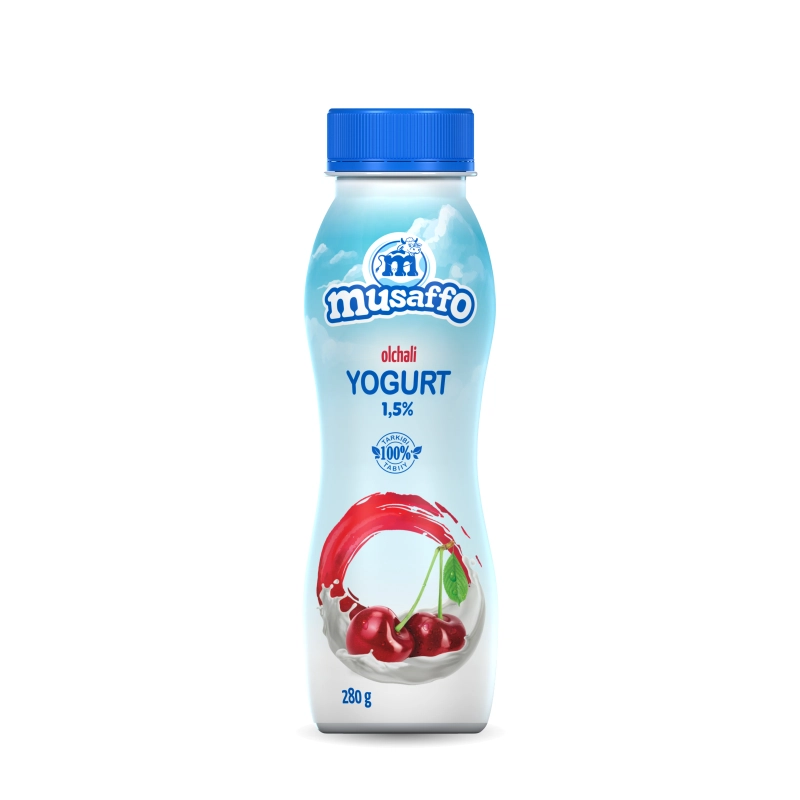 m
musaffo
olchali
YOGURT
1,5%
TARKIBI
100%
TABIIY
280 g